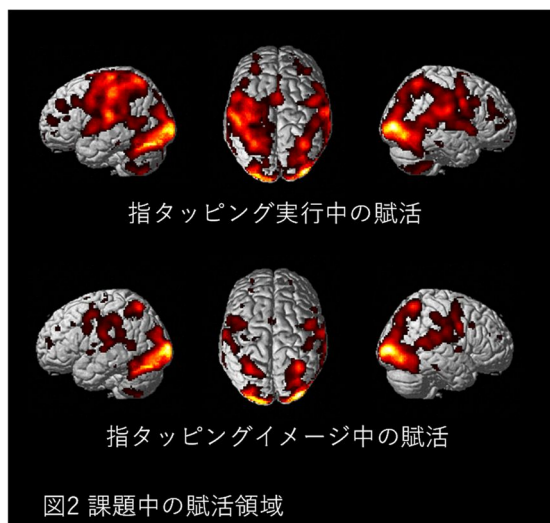 指タッピング実行中の賦活
指タッピングイメージ中の賦活
図2 課題中の賦活領域